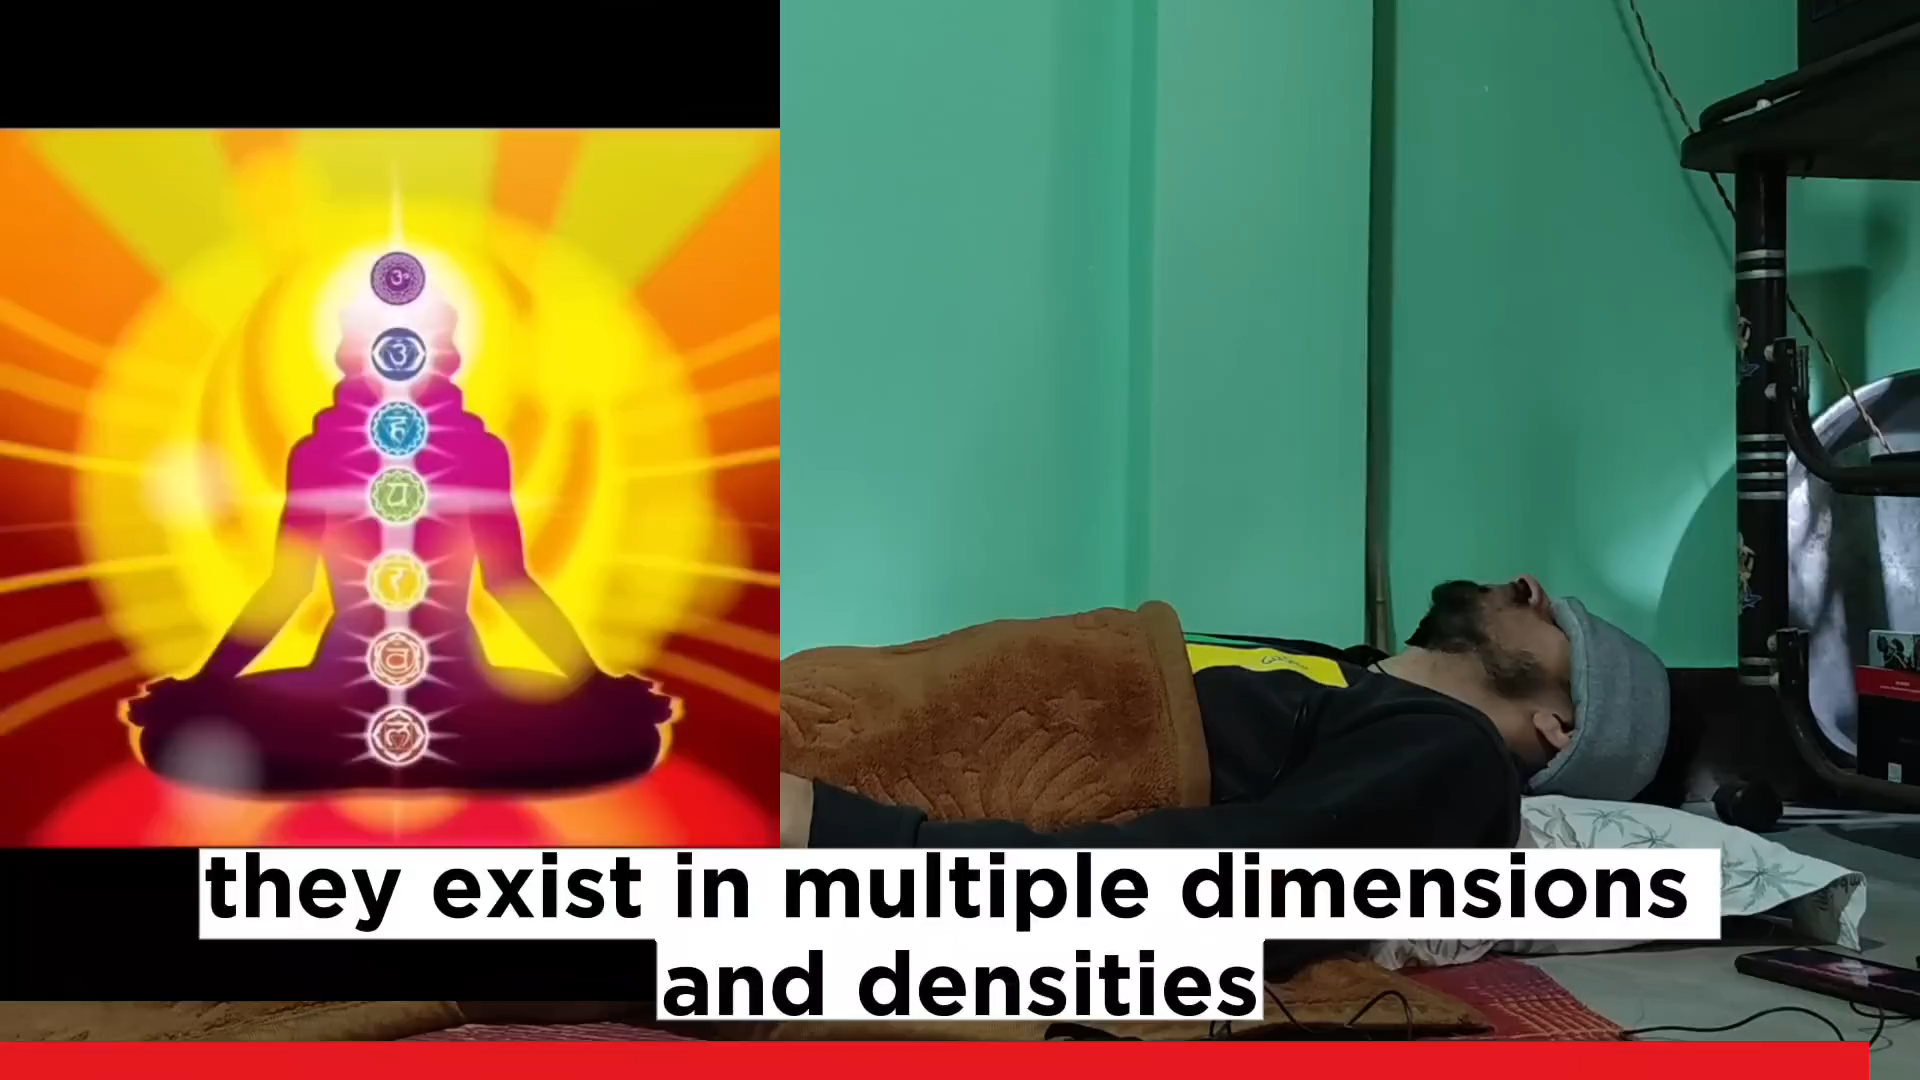 ॐ
ॐ
हं
यं
रं
वं
लं
they exist in multiple dimensions
and densities